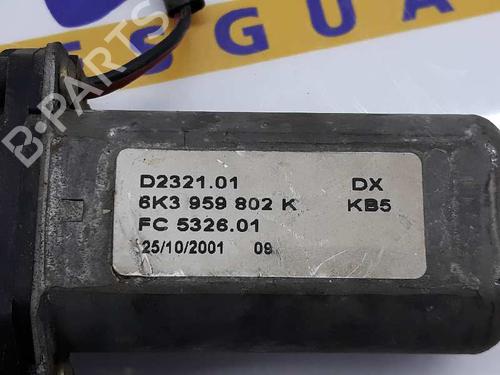 ESGUA
B-PARTS
D2321.01 DX
6K3 959 802 K KB5
FC 5326.01
25/10/2001 09